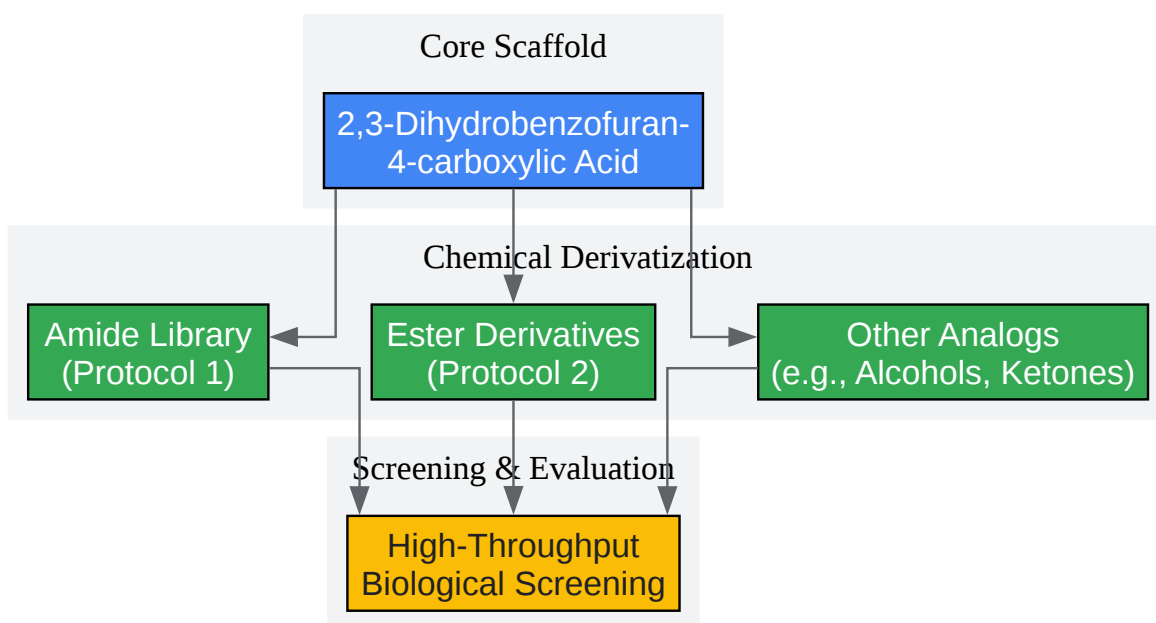 Core Scaffold
2,3-Dihydrobenzofuran-
4-carboxylic Acid
Chemical Derivatization
Amide Library
(Protocol 1)
Ester Derivatives
(Protocol 2)
Other Analogs
(e.g., Alcohols, Ketones)
Screening & Evaluation
High-Throughput
Biological Screening